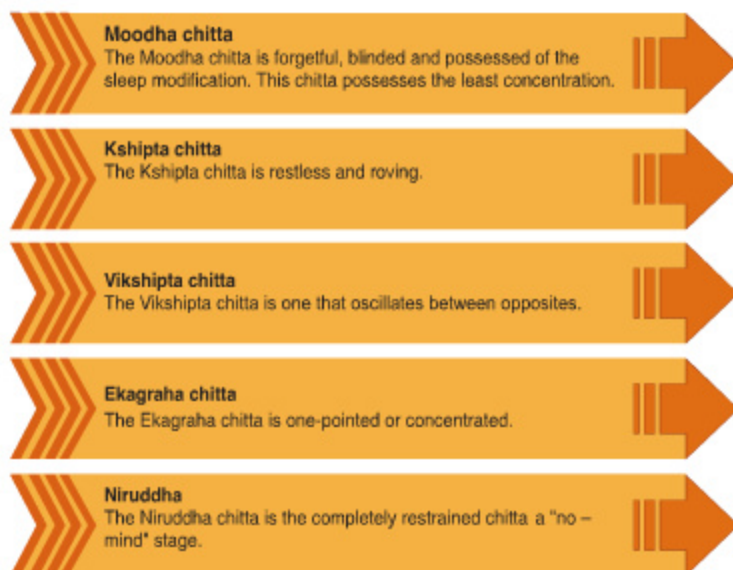 Moodha chitta
The Moodha chitta is forgetful, blinded and possessed of the
sleep modification. This chitta possesses the least concentration.
Kshipta chitta
The Kshipta chitta is restless and roving.
Vikshipta chitta
The Vikshipta chitta is one that oscillates between opposites.
Ekagraha chitta
The Ekagraha chitta is one-pointed or concentrated.
Niruddha
The Niruddha chitta is the completely restrained chitta a "no –
mind" stage.